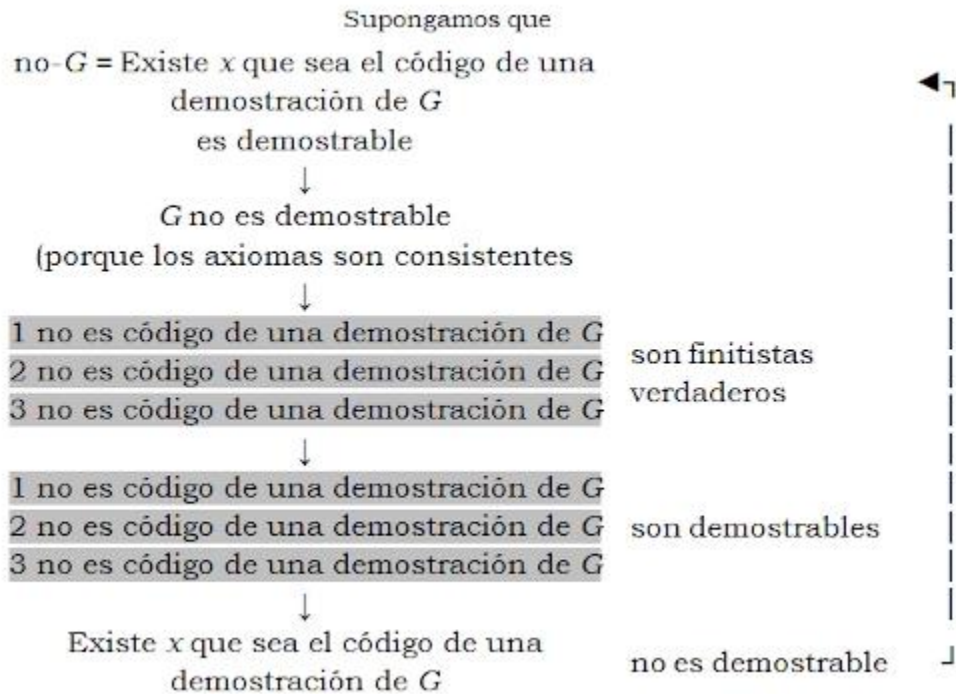 Supongamos que
no-G = Existe x que sea el código de una
demostración de G
es demostrable
↓
G no es demostrable
(porque los axiomas son consistentes
↓
1 no es código de una demostración de G
2 no es código de una demostración de G
3 no es código de una demostración de G
son finitistas
verdaderos
↓
1 no es código de una demostración de G
2 no es código de una demostración de G
3 no es código de una demostración de G
son demostrables
↓
Existe x que sea el código de una
demostración de G
no es demostrable